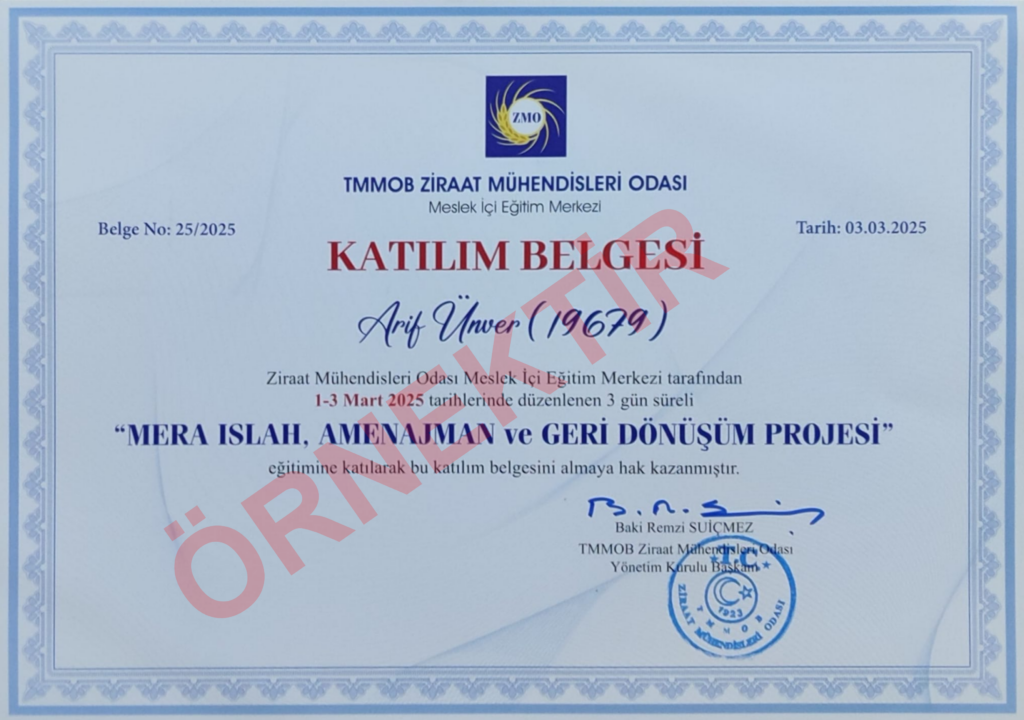 ZMO
TMMOB ZİRAAT MÜHENDİSLERİ ODASI
Meslek İçi Eğitim Merkezi
Belge No: 25/2025
Tarih: 03.03.2025
KATILIM BELGESİ
Arif Ünver (19679)
Ziraat Mühendisleri Odası Meslek İçi Eğitim Merkezi tarafından
1-3 Mart 2025 tarihlerinde düzenlenen 3 gün süreli
“MERA ISLAH, AMENAJMAN ve GERİ DÖNÜŞÜM PROJESİ”
eğitimine katılarak bu katılım belgesini almaya hak kazanmıştır.
ÖRNEKTİR
Baki Remzi SUİÇMEZ
TMMOB Ziraat Mühendisleri Odası
Yönetim Kurulu Başkanı
T.C.
1923
TMMOB
ZİRAAT MÜHENDİSLERİ ODASI